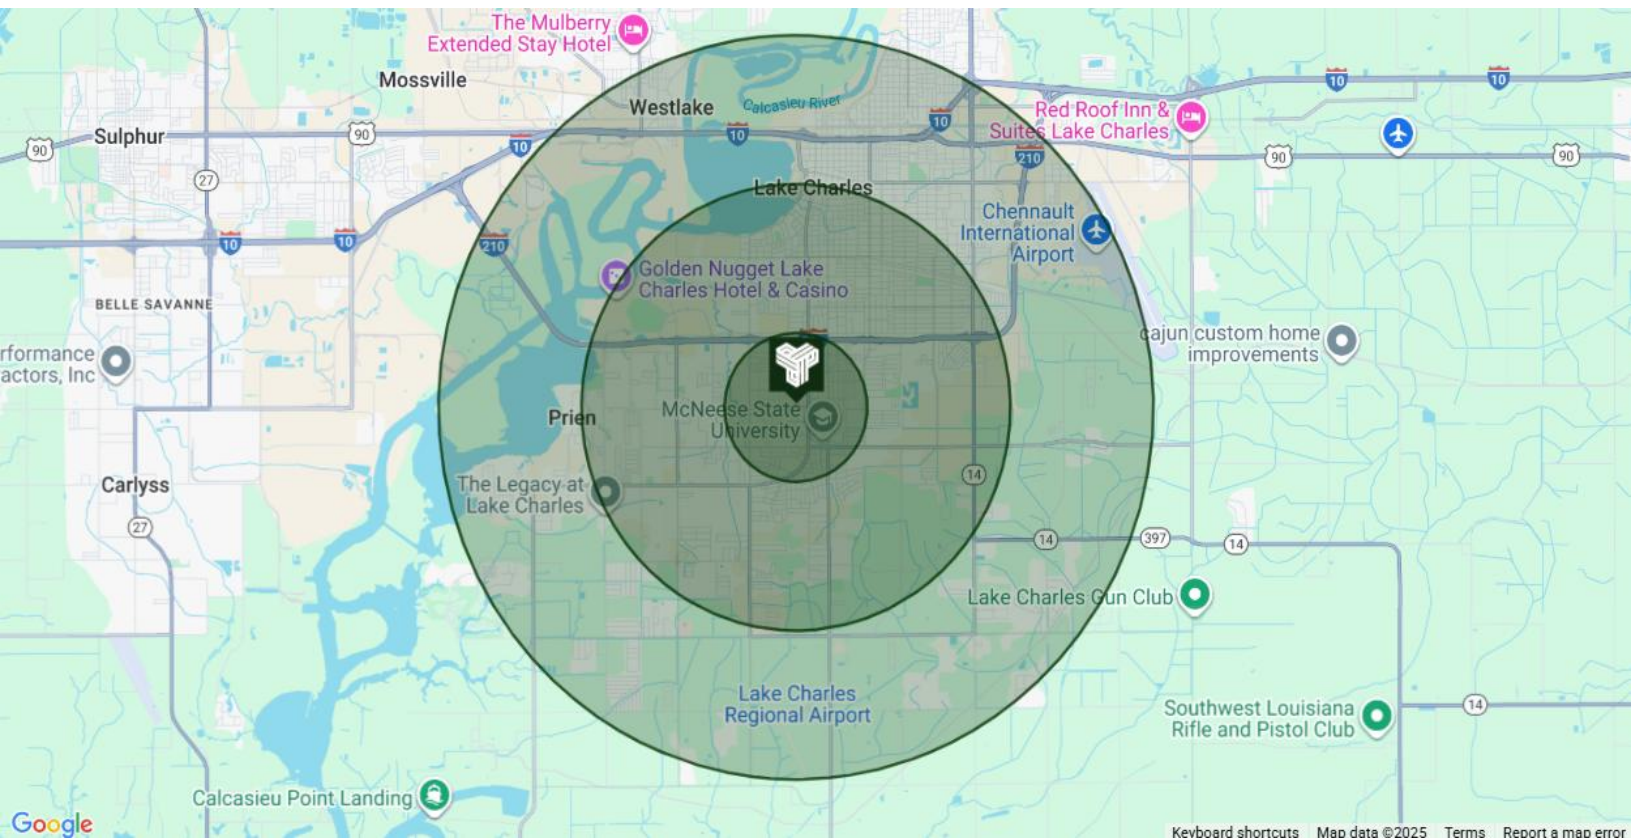 The Mulberry
Extended Stay Hotel
Mossville
10
10
Westlake
Calcasieu River
Red Roof Inn &
Suites Lake Charles
10
Sulphur
90
90
10
10
210
90
90
27
Lake Charles
Chennault
International
Airport
10
10
210
Golden Nugget Lake
Charles Hotel & Casino
BELLE SAVANNE
cajun custom home
improvements
rformance
actors, Inc
Prien
McNeese State
University
Carlyss
The Legacy at
Lake Charles
14
27
14
397
14
Lake Charles Gun Club
Lake Charles
Regional Airport
Southwest Louisiana
Rifle and Pistol Club
14
Calcasieu Point Landing
Google
Keyboard shortcuts Map data ©2025 Terms Report a map error